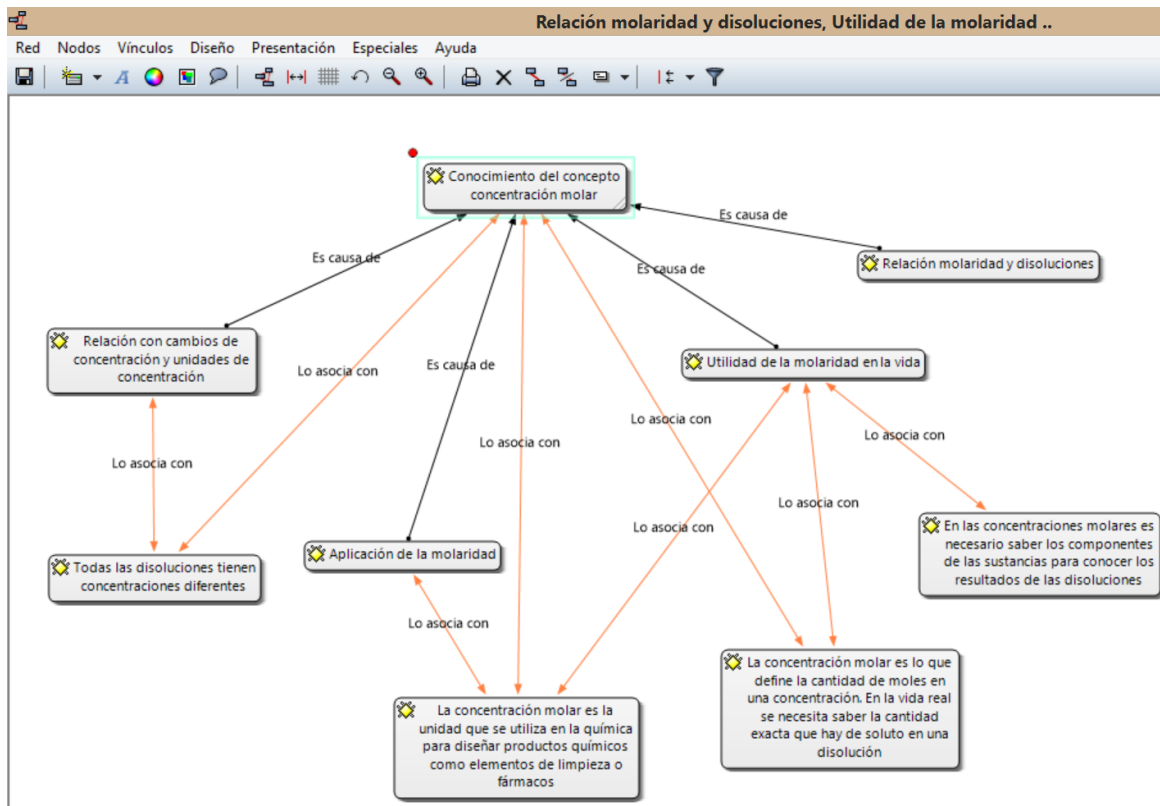 Relación molaridad y disoluciones, Utilidad de la molaridad ..
Red Nodos Vínculos Diseño Presentación Especiales Ayuda
Conocimiento del concepto
concentración molar
Es causa de
Relación molaridad y disoluciones
Es causa de
Es causa de
Relación con cambios de
concentración y unidades de
concentración
Utilidad de la molaridad en la vida
Es causa de
Lo asocia con
Lo asocia con
Lo asocia con
Lo asocia con
Lo asocia con
Lo asocia con
Lo asocia con
Aplicación de la molaridad
Todas las disoluciones tienen
concentraciones diferentes
En las concentraciones molares es
necesario saber los componentes
de las sustancias para conocer los
resultados de las disoluciones
Lo asocia con
La concentración molar es lo que
define la cantidad de moles en
una concentración. En la vida real
se necesita saber la cantidad
exacta que hay de soluto en una
disolución
La concentración molar es la
unidad que se utiliza en la química
para diseñar productos químicos
como elementos de limpieza o
fármacos